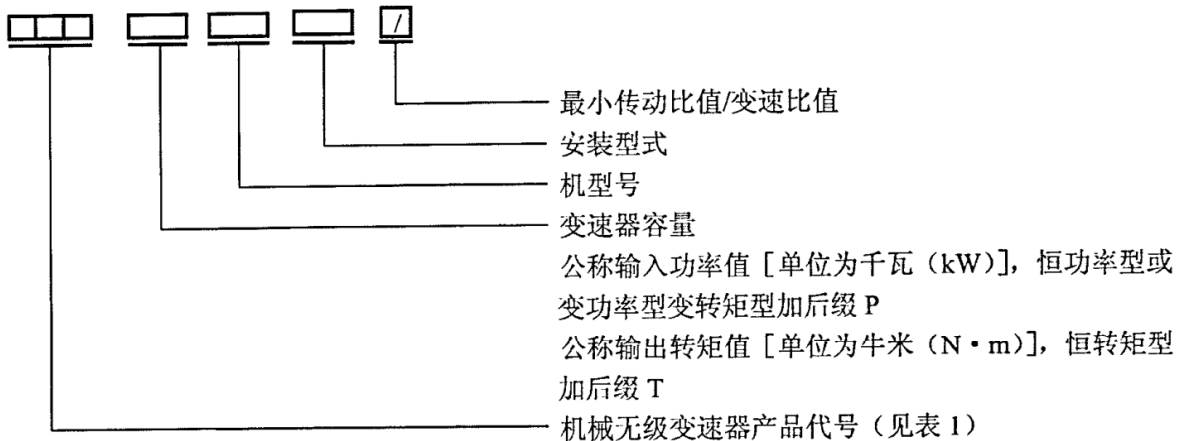 /
最小传动比值/变速比值
安装型式
机型号
变速器容量
公称输入功率值［单位为千瓦（kW）］，恒功率型或
变功率型变转矩型加后缀 P
公称输出转矩值［单位为牛米（N·m）］，恒转矩型
加后缀 T
机械无级变速器产品代号（见表 1）